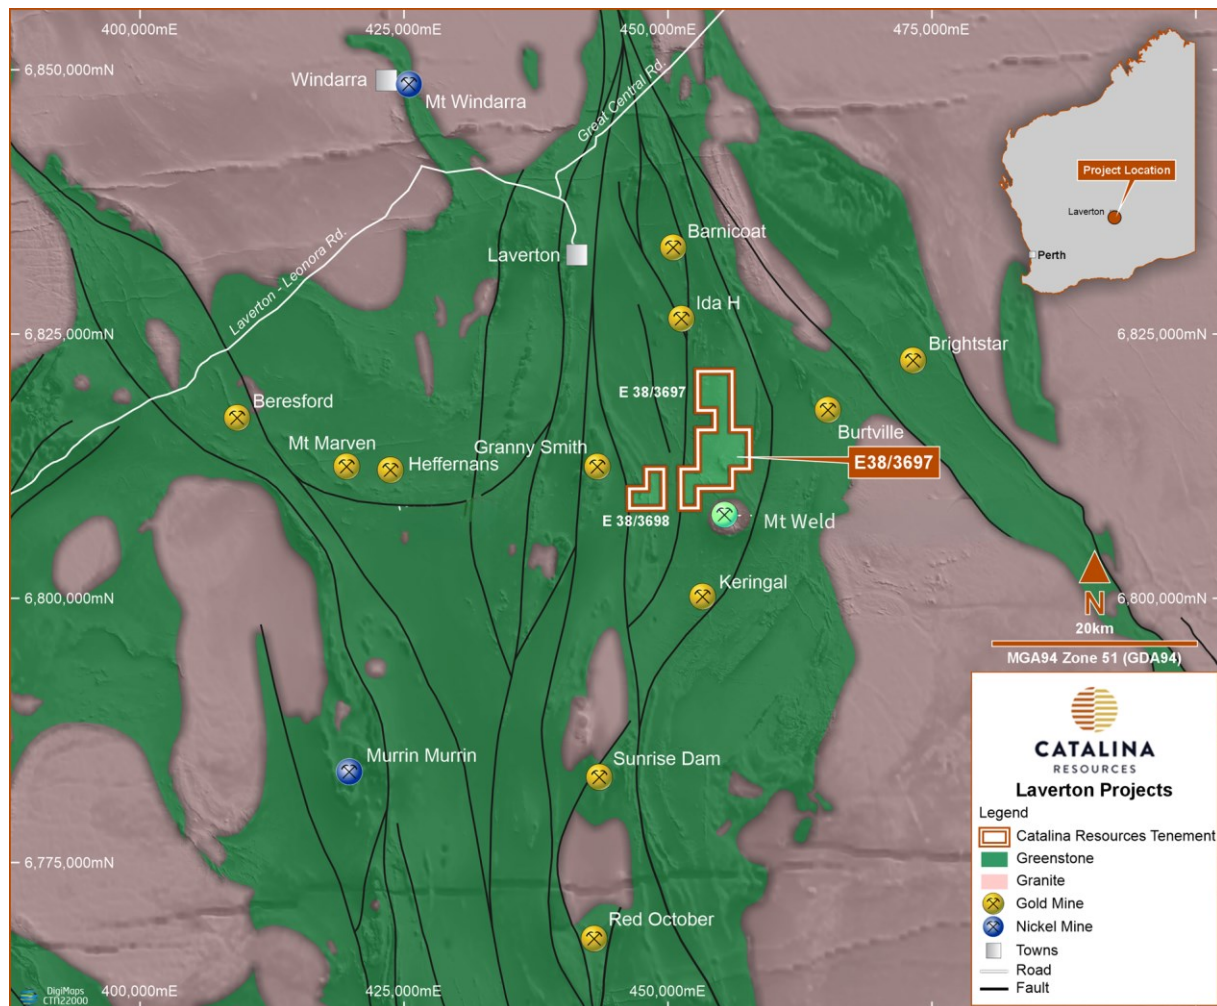 400,000mE
425,000mE
450,000mE
475,000mE
6,850,000mN
Windarra
Mt Windarra
Great Central Rd.
Project Location
Laverton
Perth
Barnicoat
Laverton
Laverton - Leonora Rd.
Ida H
6,825,000mN
6,825,000mN
Brightstar
E 38/3697
Beresford
Burtville
Mt Marven
Heffernans
Granny Smith
E38/3697
E 38/3698
Mt Weld
Keringal
6,800,000mN
N
6,800,000mN
20km
MGA94 Zone 51 (GDA94)
Murrin Murrin
Sunrise Dam
6,775,000mN
Red October
CATALINA
RESOURCES
Laverton Projects
Legend
Catalina Resources Tenement
Greenstone
Granite
Gold Mine
Nickel Mine
Towns
Road
Fault
DigiMaps
CTN22000
400,000mE
425,000mE
450,000mE